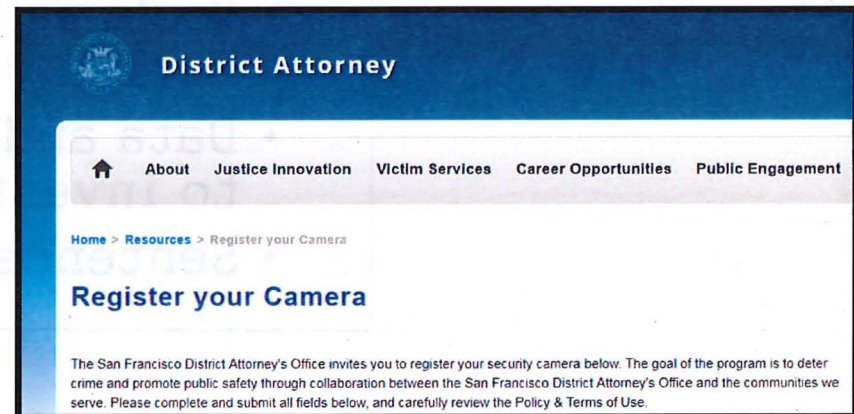 District Attorney
About Justice Innovation Victim Services Career Opportunities Public Engagement
Home > Resources > Register your Camera
Register your Camera
The San Francisco District Attorney's Office invites you to register your security camera below. The goal of the program is to deter
crime and promote public safety through collaboration between the San Francisco District Attorney's Office and the communities we
serve. Please complete and submit all fields below, and carefully review the Policy & Terms of Use.